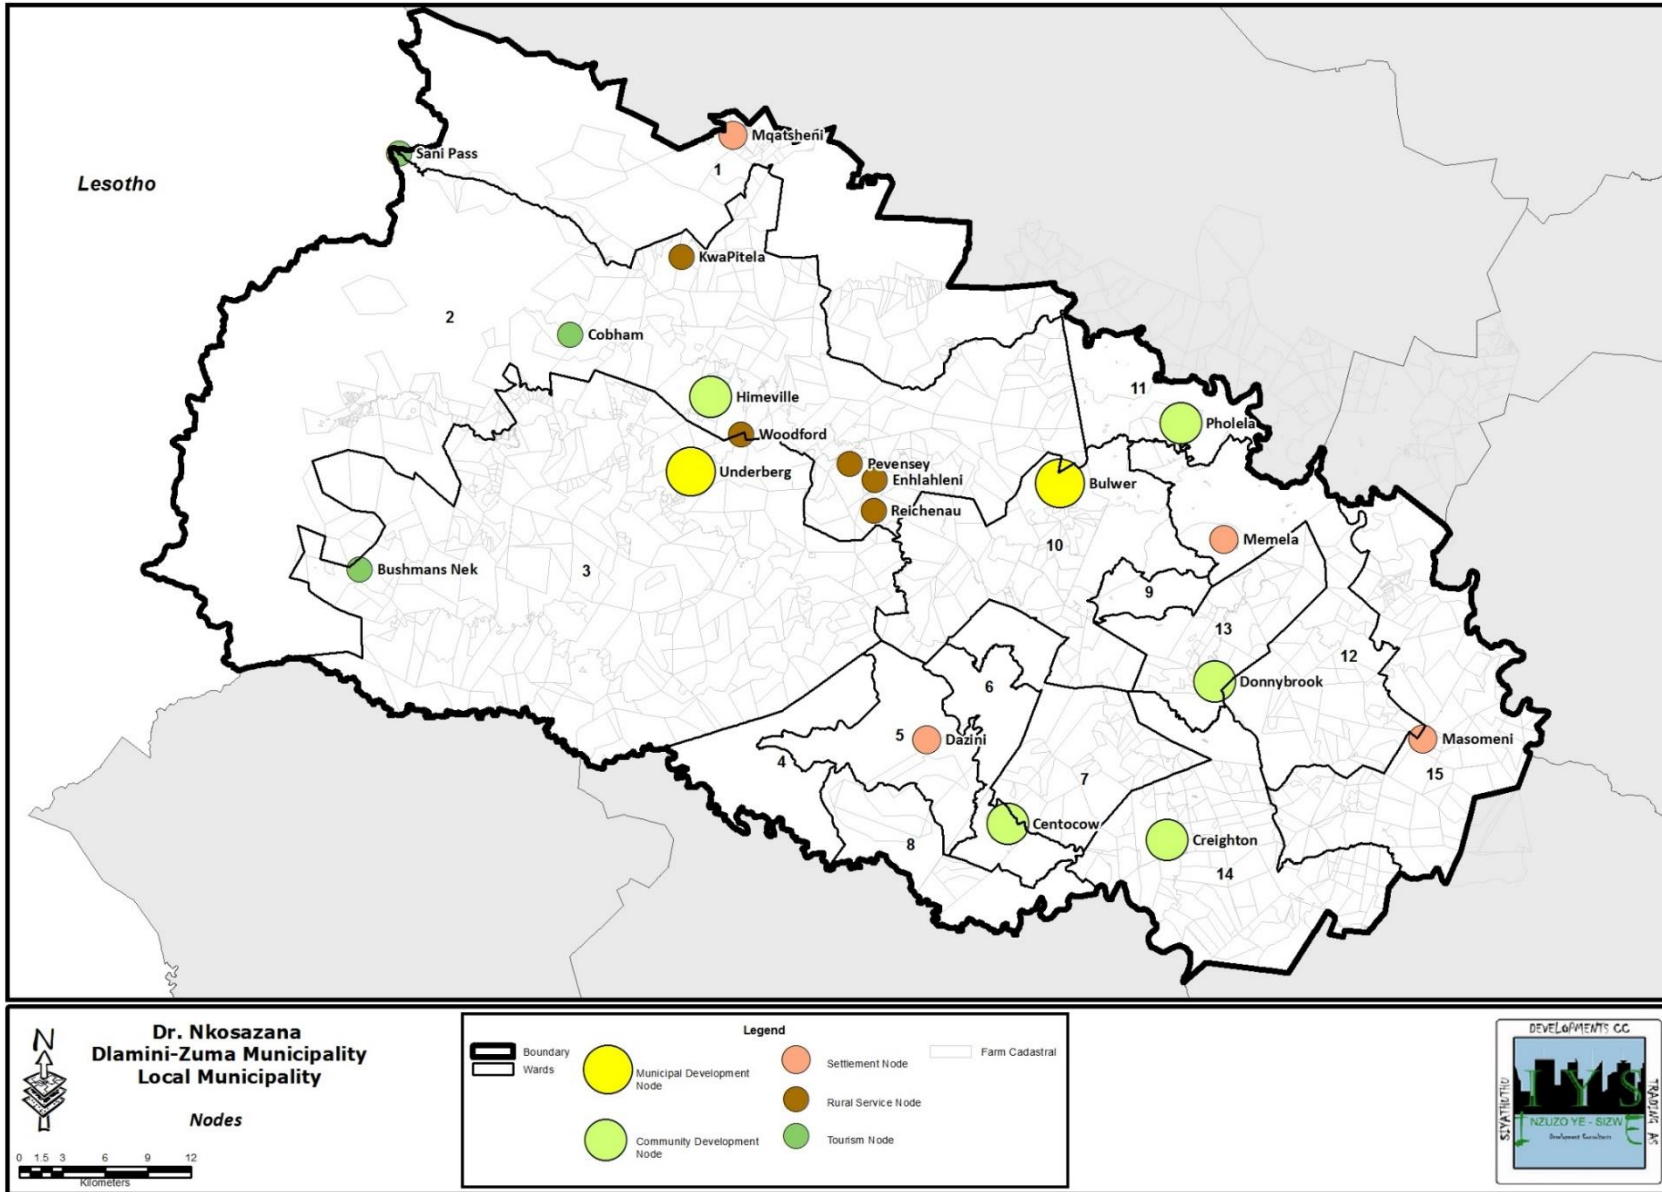 Lesotho
Sani Pass
Mqatsheni
1
KwaPitela
2
Cobham
Himeville
11
Pholela
Woodford
Underberg
Pevensey
Enhlahleni
Reichenau
Bulwer
10
Memela
Bushmans Nek
3
9
13
12
6
Donnybrook
5
Dazini
4
7
Masomeni
15
Centocow
Creighton
8
14
N
Dr. Nkosazana
Dlamini-Zuma Municipality
Local Municipality
Nodes
0 1.5 3 6 9 12
Kilometers
Legend
Boundary
Wards
Municipal Development
Node
Community Development
Node
Settlement Node
Rural Service Node
Tourism Node
Farm Cadastral
DEVELOPMENTS CC
SIYATHUTHU
TRADING AS
I Y S
INZUZO YE - SIZWE
Development Consultants